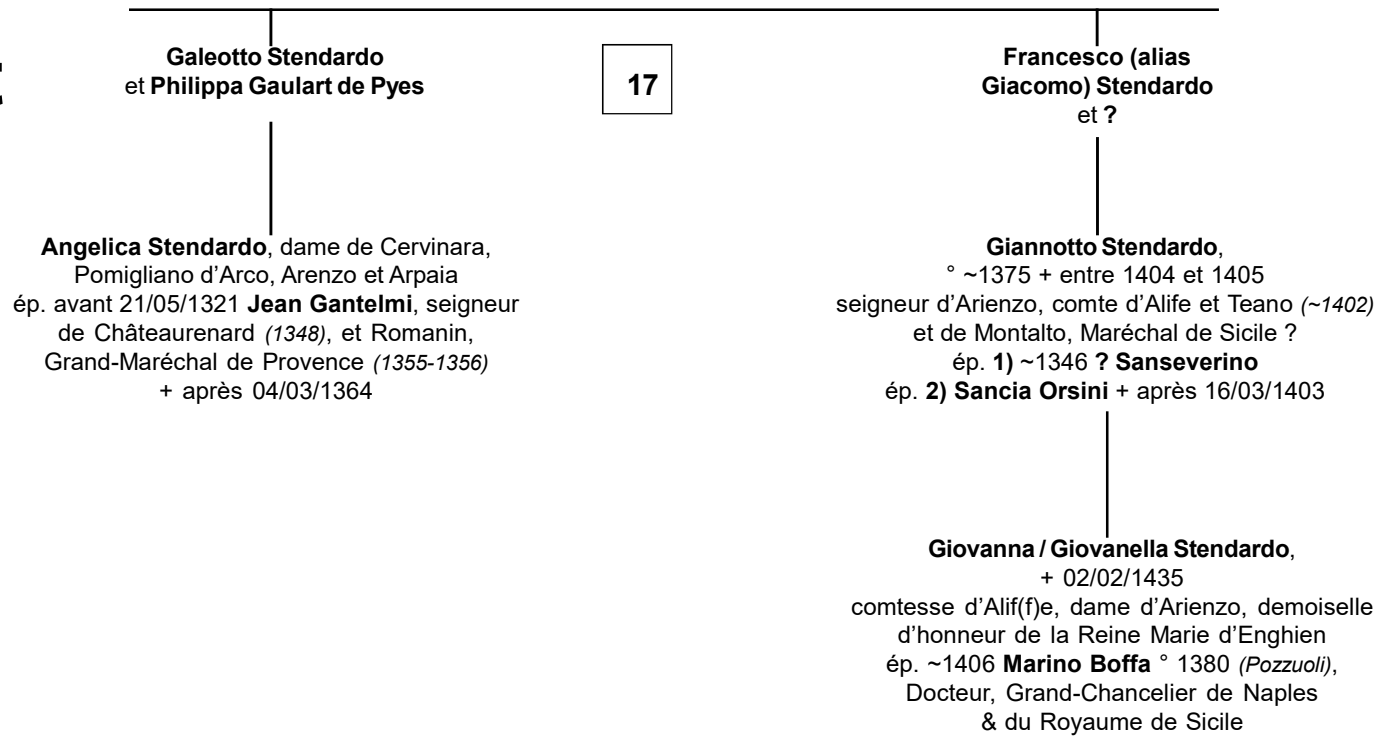 Galeotto Stendardo
et Philippa Gaulart de Pyes
17
Francesco (alias
Giacomo) Stendardo
et ?
Angelica Stendardo, dame de Cervinara,
Pomigliano d'Arco, Arenzo et Arpaia
ép. avant 21/05/1321 Jean Gantelmi, seigneur
de Châteaurenard (1348), et Romanin,
Grand-Maréchal de Provence (1355-1356)
+ après 04/03/1364
Giannotto Stendardo,
° ~1375 + entre 1404 et 1405
seigneur d'Arienzo, comte d'Alife et Teano (~1402)
et de Montalto, Maréchal de Sicile ?
ép. 1) ~1346 ? Sanseverino
ép. 2) Sancia Orsini + après 16/03/1403
Giovanna / Giovanella Stendardo,
+ 02/02/1435
comtesse d'Alif(f)e, dame d'Arienzo, demoiselle
d'honneur de la Reine Marie d'Enghien
ép. ~1406 Marino Boffa ° 1380 (Pozzuoli),
Docteur, Grand-Chancelier de Naples
& du Royaume de Sicile